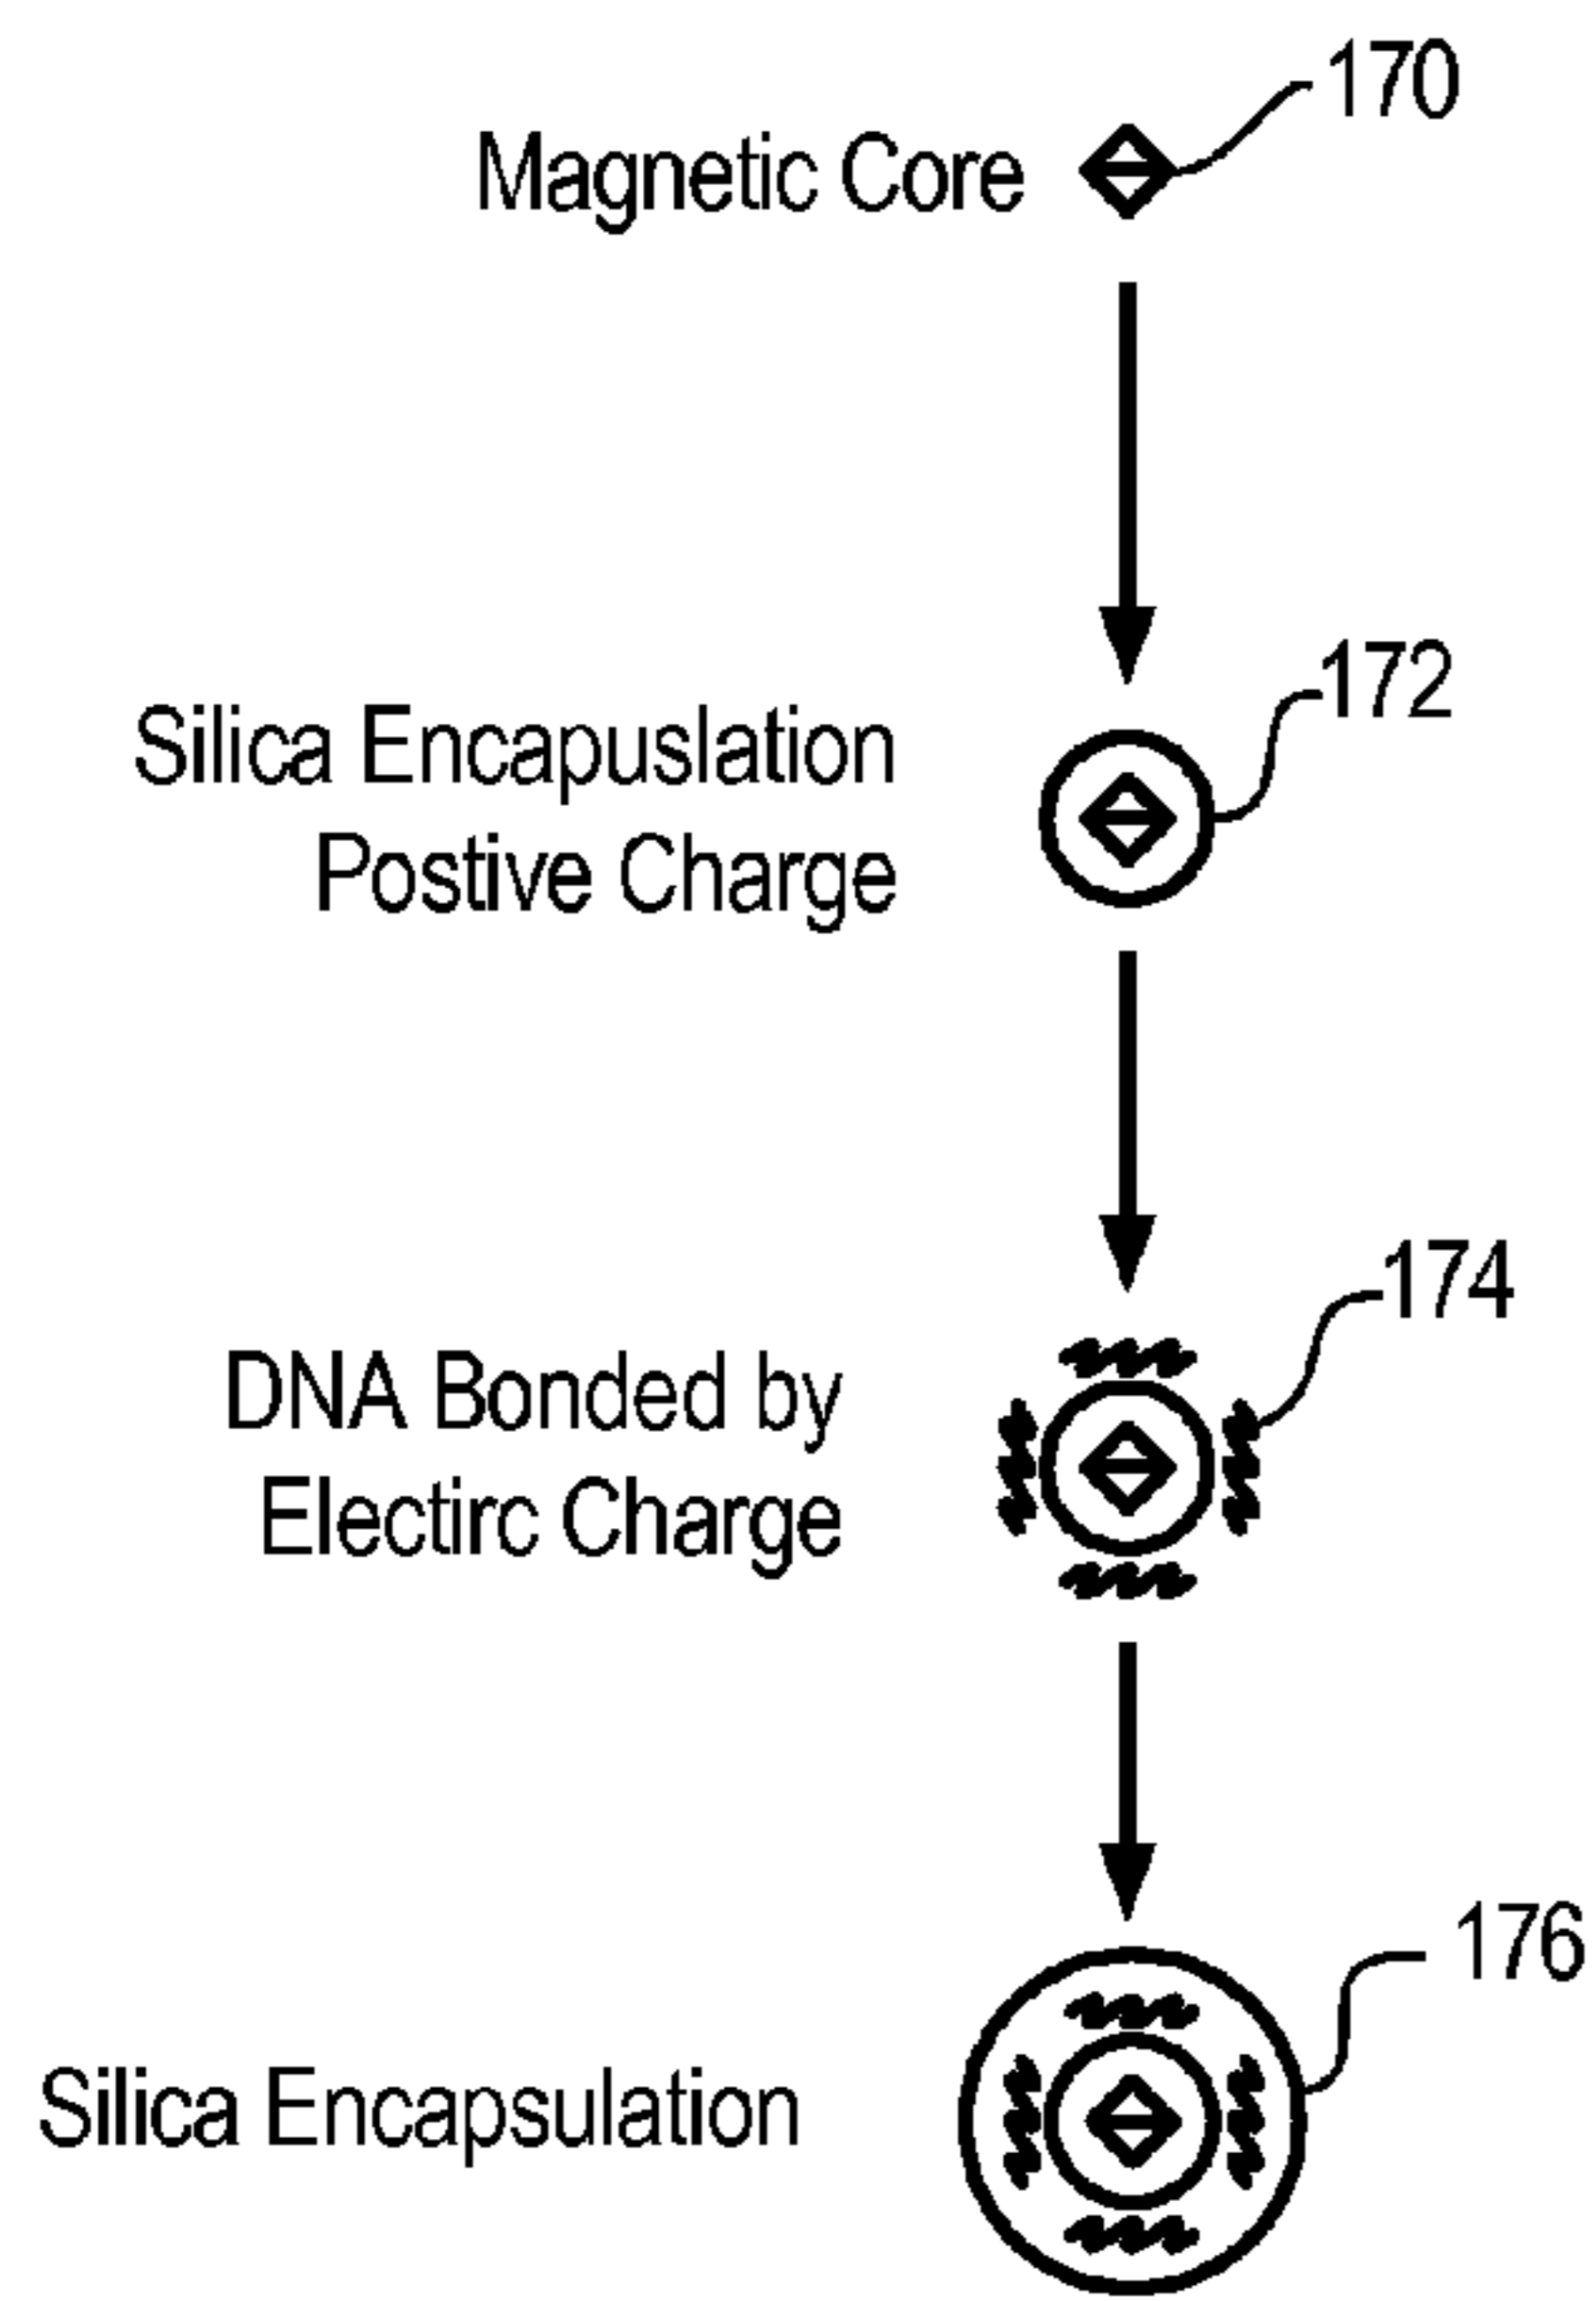 170
Magnetic Core
172
Silica Encapuslation
Postive Charge
174
DNA Bonded by
Electirc Charge
176
Silica Encapsulation